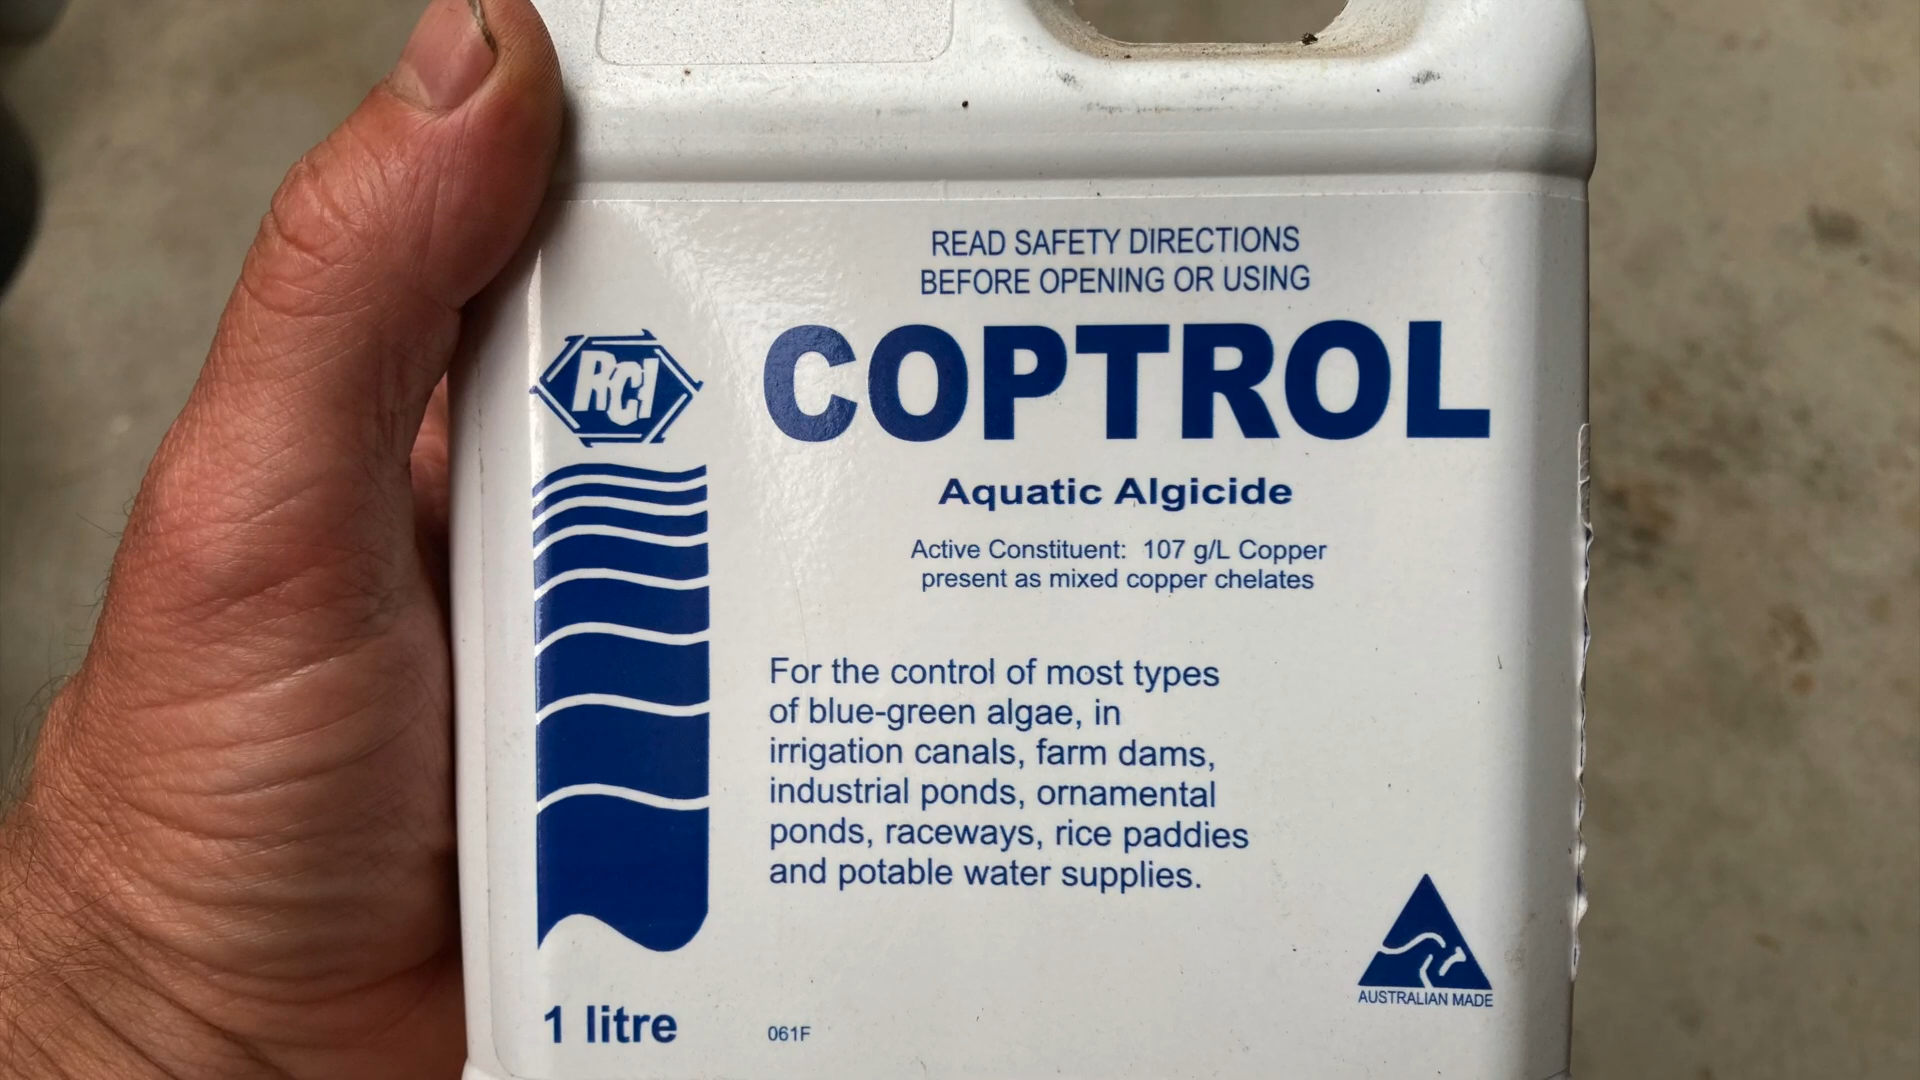 READ SAFETY DIRECTIONS
BEFORE OPENING OR USING
RCI
COPTROL
Aquatic Algicide
Active Constituent: 107 g/L Copper
present as mixed copper chelates
For the control of most types
of blue-green algae, in
irrigation canals, farm dams,
industrial ponds, ornamental
ponds, raceways, rice paddies
and potable water supplies.
AUSTRALIAN MADE
1 litre
061F